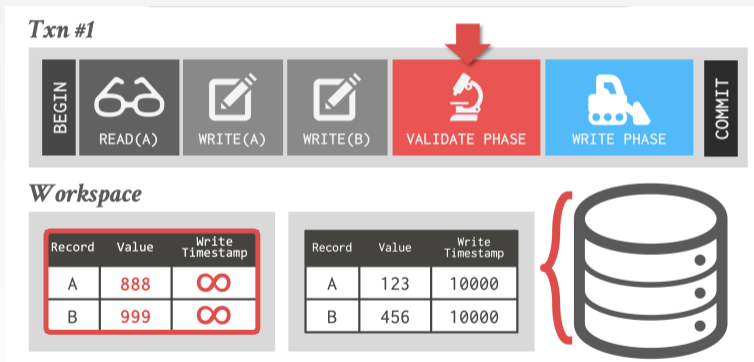 Txn #1
BEGIN
READ(A)
WRITE(A)
WRITE(B)
VALIDATE PHASE
WRITE PHASE
COMMIT
Workspace
Record Value Write Timestamp
A 888 ∞
B 999 ∞
Record Value Write Timestamp
A 123 10000
B 456 10000